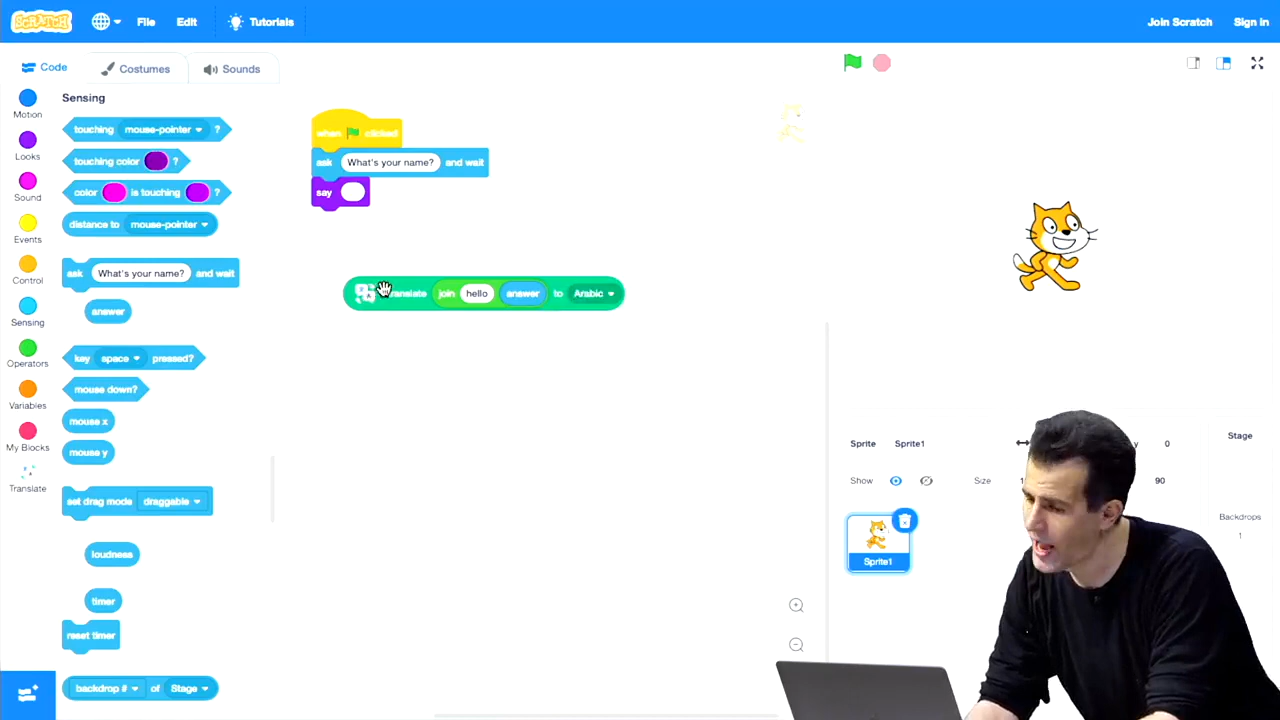 SCRATCH
File
Edit
Tutorials
Join Scratch
Sign in
Code
Costumes
Sounds
Motion
Looks
Sound
Events
Control
Sensing
Operators
Variables
My Blocks
Translate
Sensing
touching mouse-pointer ?
touching color ?
color is touching ?
distance to mouse-pointer
ask What's your name? and wait
answer
key space pressed?
mouse down?
mouse x
mouse y
set drag mode draggable
loudness
timer
reset timer
backdrop # of Stage
when clicked
ask What's your name? and wait
say
translate join hello answer to Arabic
Sprite Sprite1
y 0
Show
Size
90
Sprite1
Stage
Backdrops
1